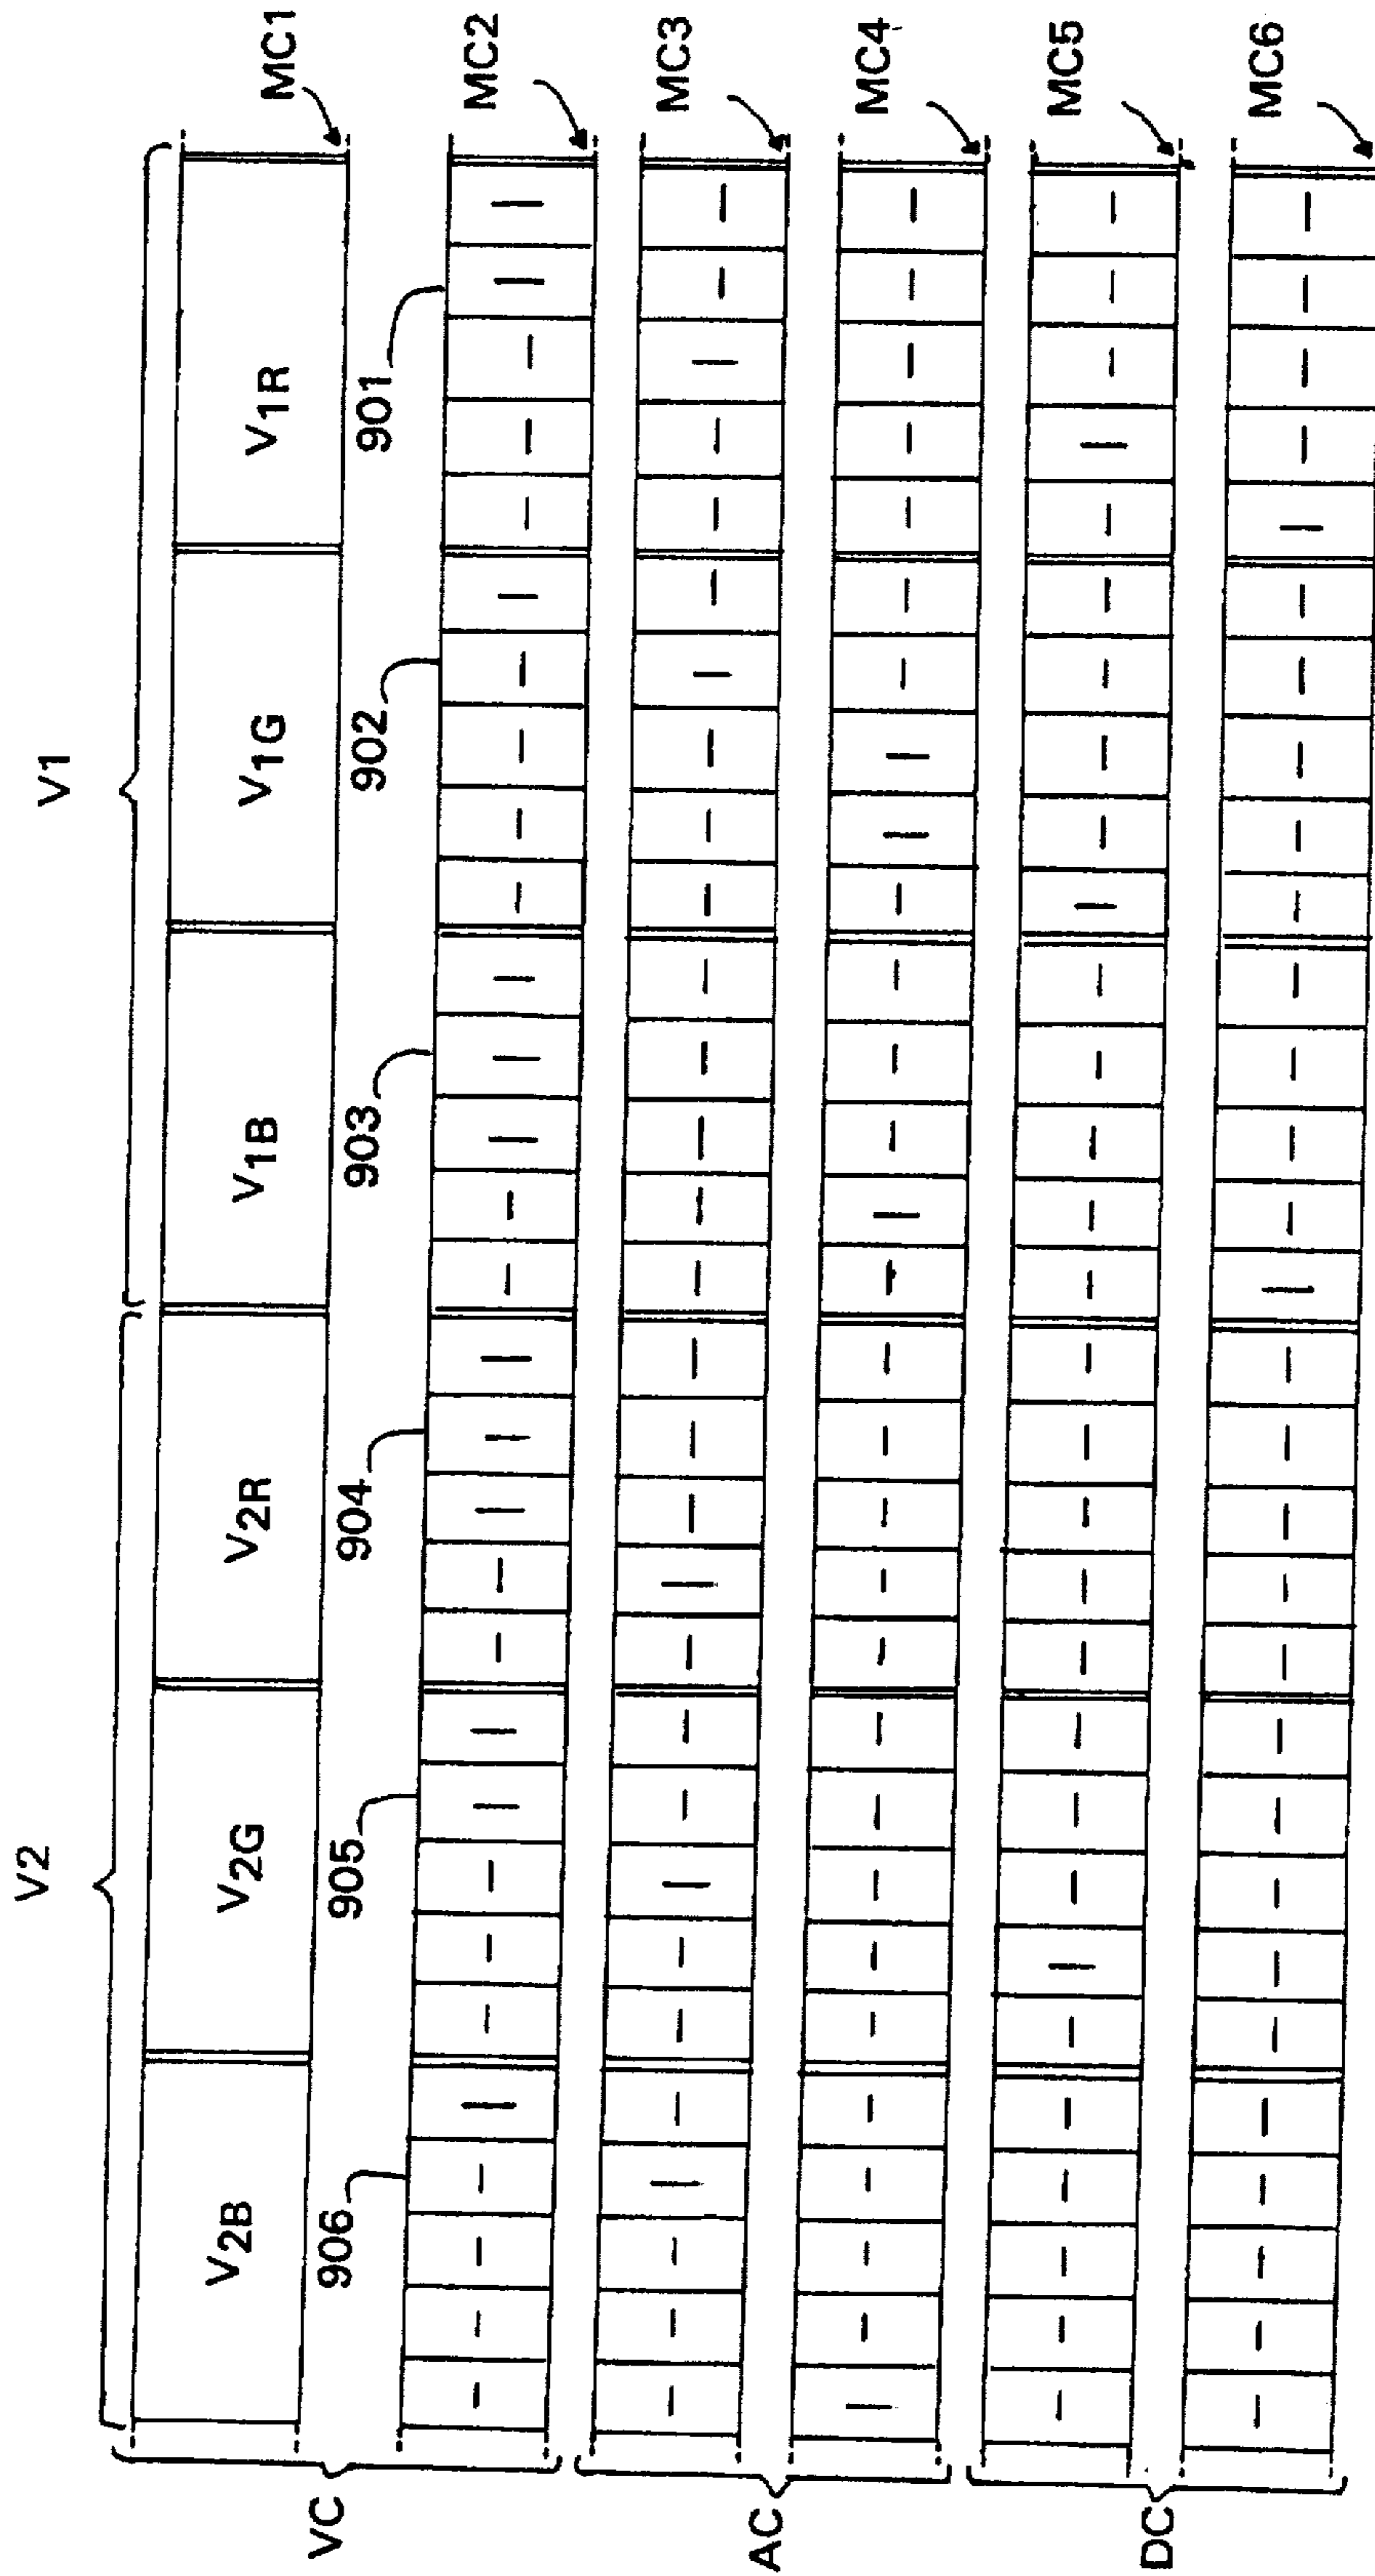 V2
V1
V2B
V2G
V2R
V1B
V1G
V1R
MC1
906
905
904
903
902
901
MC2
VC
MC3
AC
MC4
MC5
DC
MC6